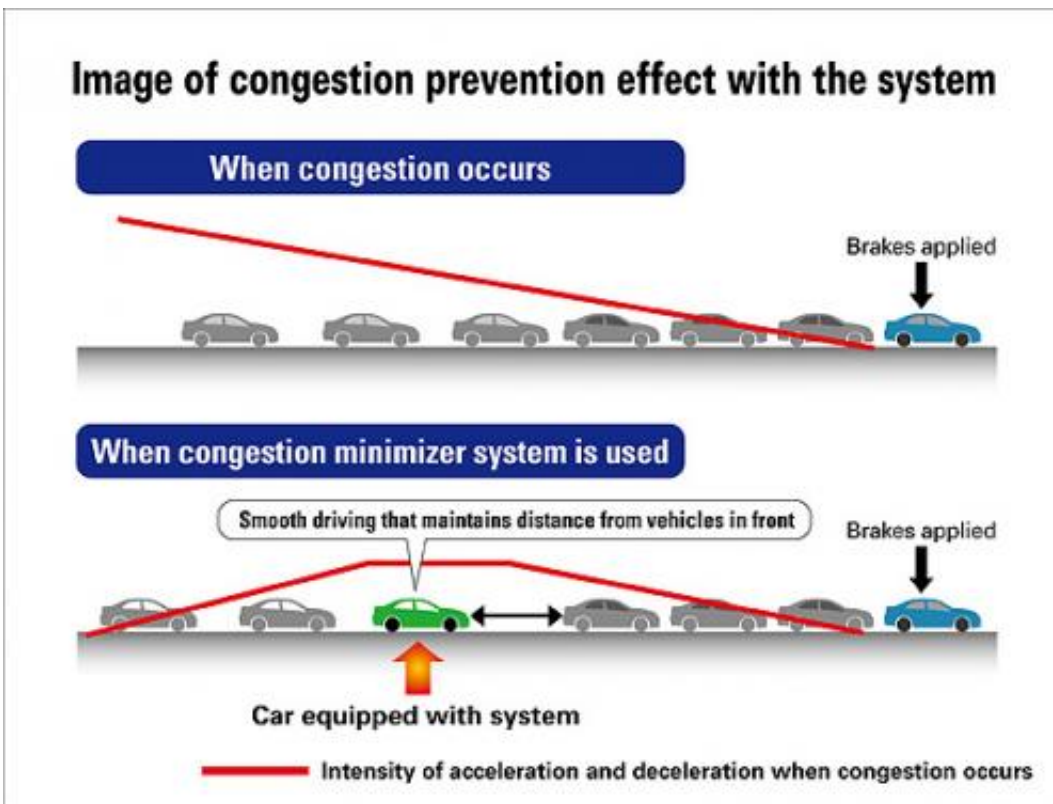 Image of congestion prevention effect with the system
When congestion occurs
Brakes applied
When congestion minimizer system is used
Smooth driving that maintains distance from vehicles in front
Brakes applied
Car equipped with system
Intensity of acceleration and deceleration when congestion occurs